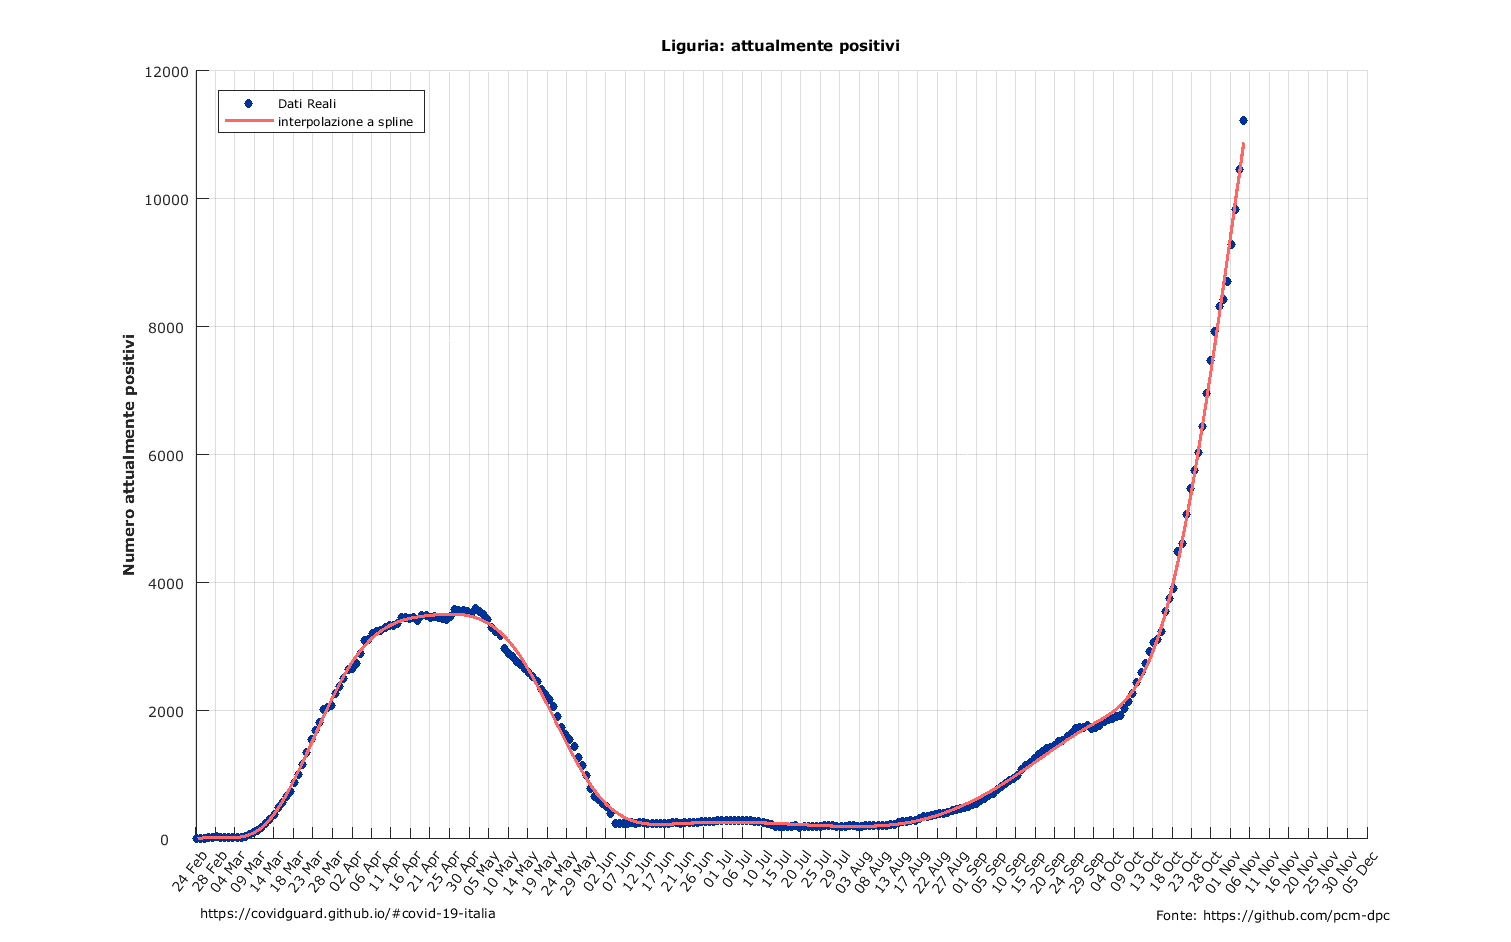 Liguria: attualmente positivi
Dati Reali
interpolazione a spline
Numero attualmente positivi
12000
10000
8000
6000
4000
2000
0
24 Feb
28 Feb
04 Mar
09 Mar
14 Mar
18 Mar
23 Mar
28 Mar
02 Apr
06 Apr
11 Apr
16 Apr
21 Apr
25 Apr
30 Apr
05 May
10 May
14 May
19 May
24 May
29 May
02 Jun
07 Jun
12 Jun
17 Jun
21 Jun
26 Jun
01 Jul
06 Jul
10 Jul
15 Jul
20 Jul
25 Jul
29 Jul
03 Aug
08 Aug
13 Aug
17 Aug
22 Aug
27 Aug
01 Sep
05 Sep
10 Sep
15 Sep
20 Sep
24 Sep
29 Sep
04 Oct
09 Oct
13 Oct
18 Oct
23 Oct
28 Oct
01 Nov
06 Nov
11 Nov
16 Nov
20 Nov
25 Nov
30 Nov
05 Dec
https://covidguard.github.io/#covid-19-italia
Fonte: https://github.com/pcm-dpc